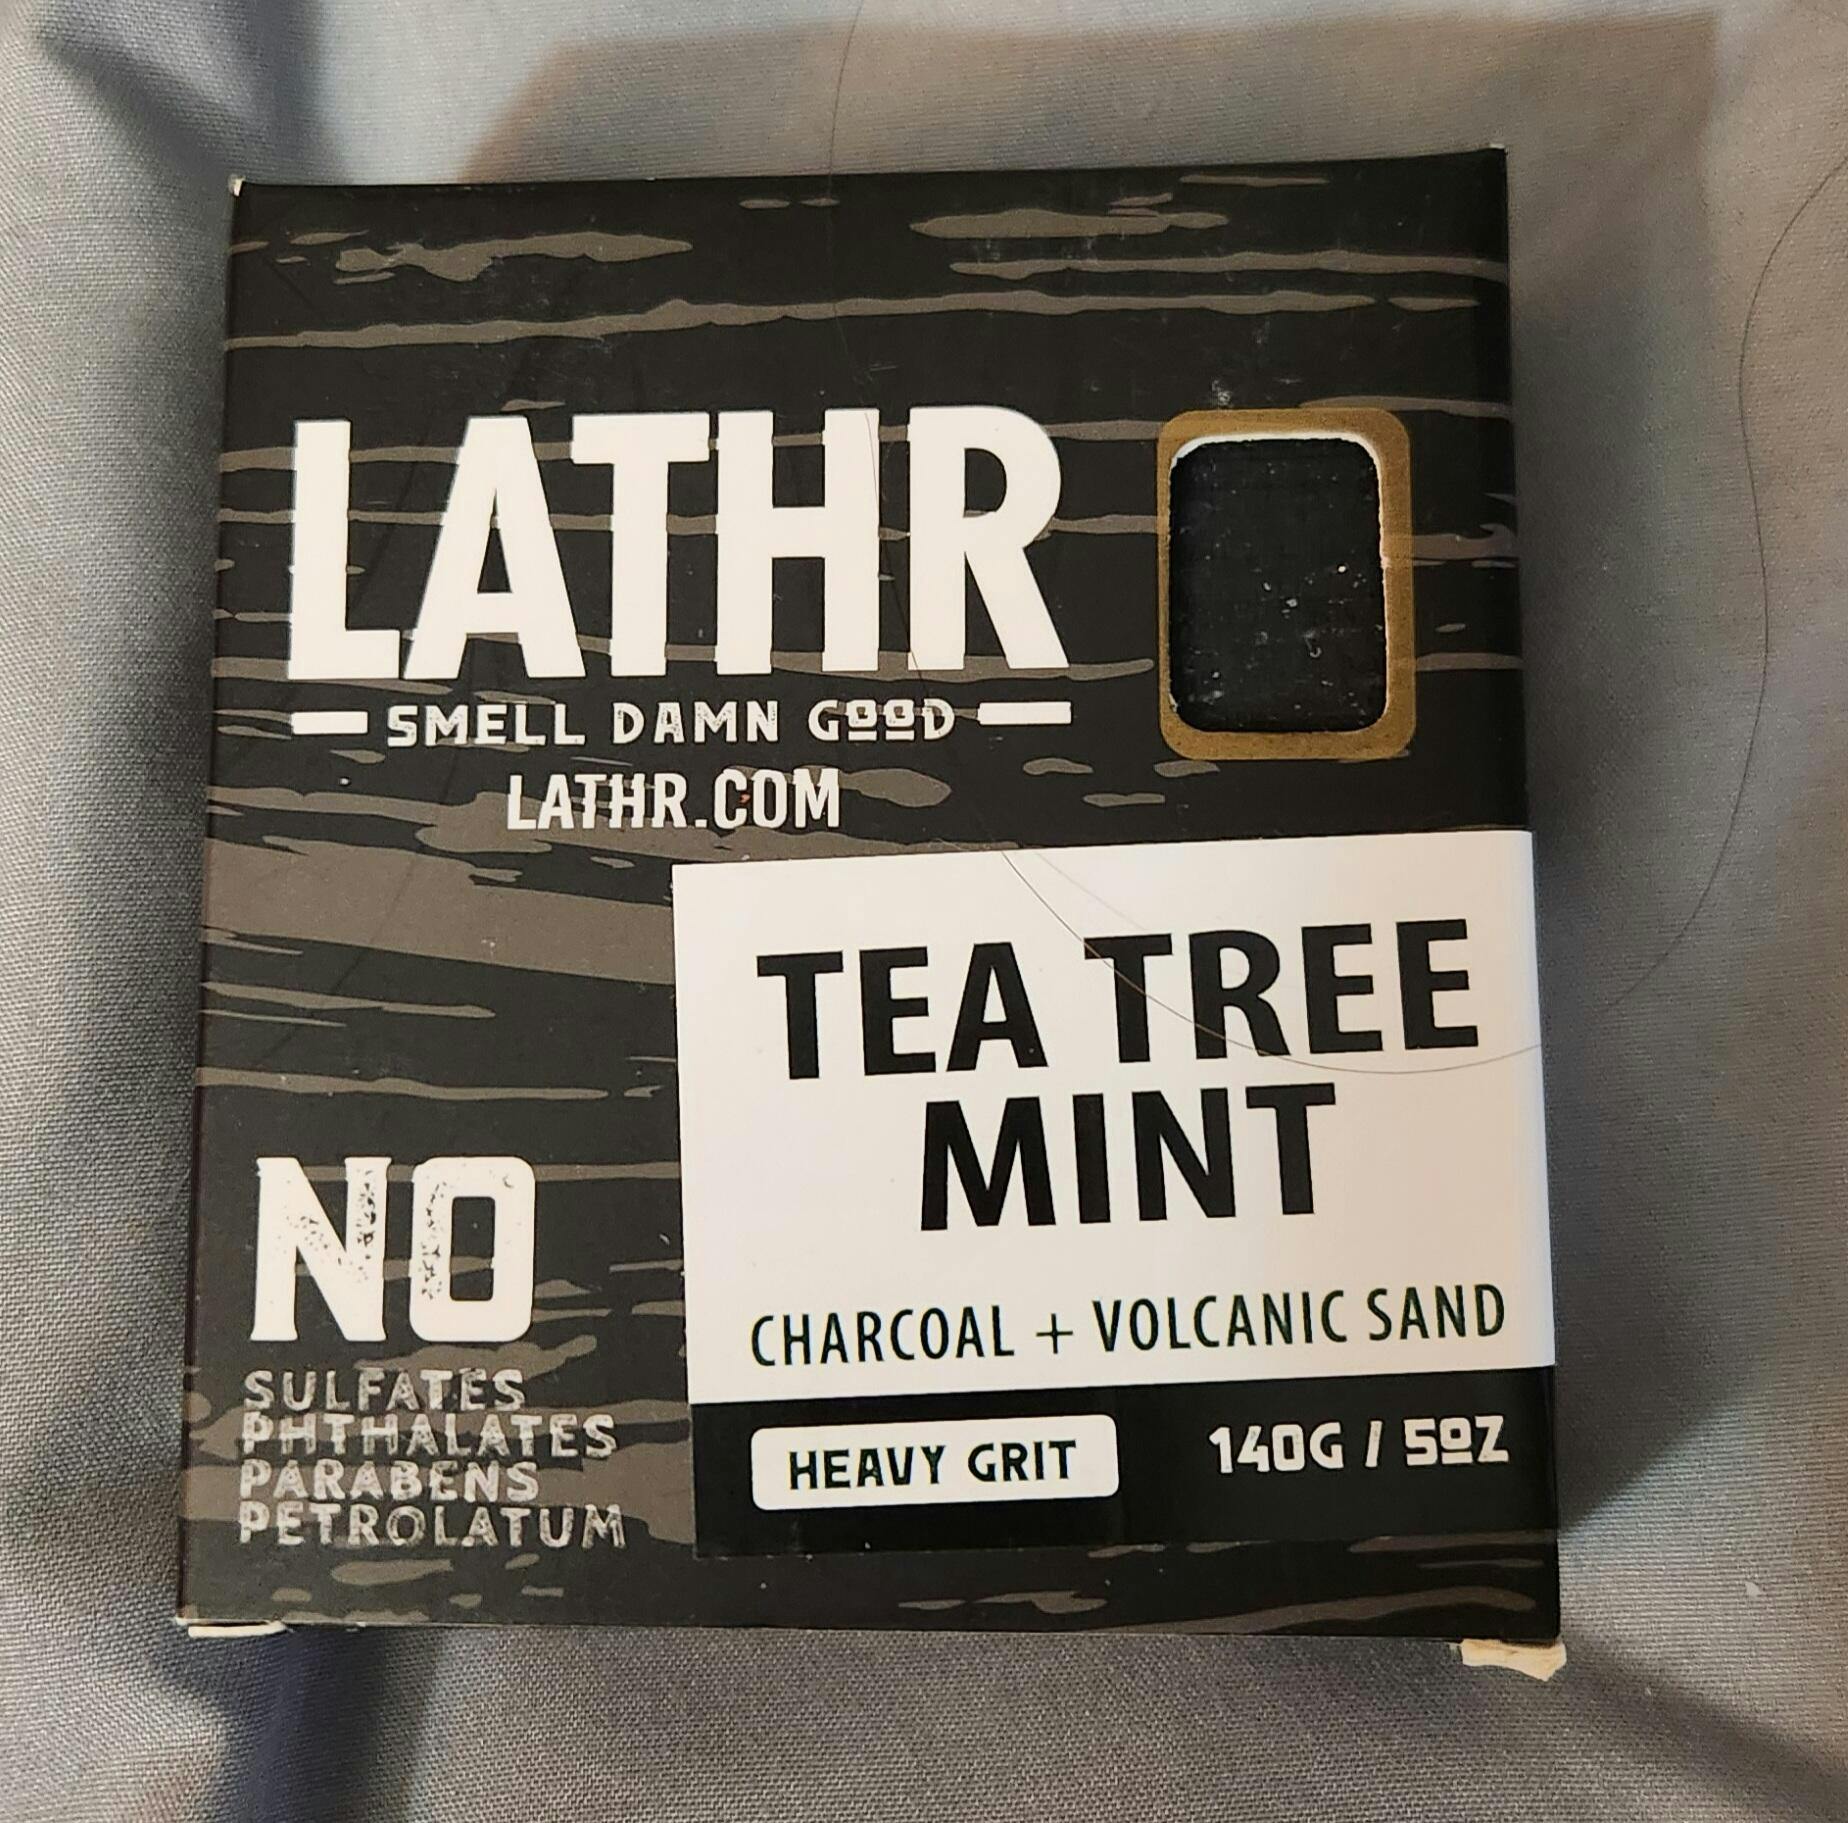 LATHR
SMELL DAMN GOOD
LATHR.COM
TEA TREE
MINT
CHARCOAL + VOLCANIC SAND
HEAVY GRIT
140G / 5OZ
NO
SULFATES
PHTHALATES
PARABENS
PETROLATUM